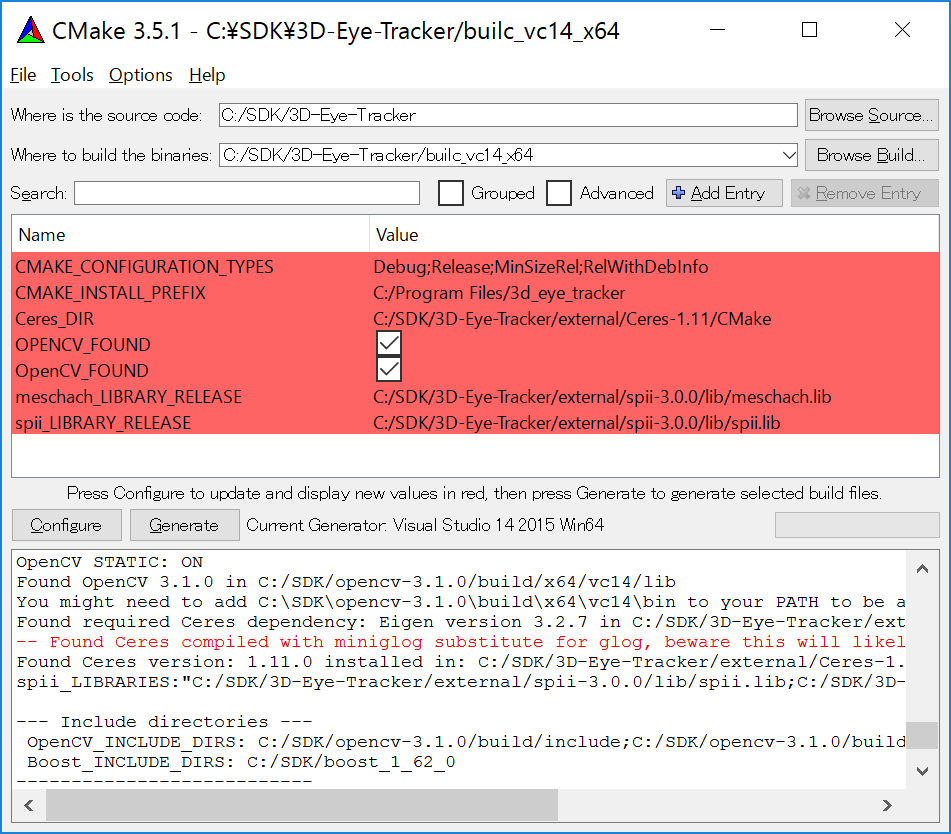 CMake 3.5.1 - C:¥SDK¥3D-Eye-Tracker/builc_vc14_x64
File Tools Options Help
Where is the source code: C:/SDK/3D-Eye-Tracker Browse Source...
Where to build the binaries: C:/SDK/3D-Eye-Tracker/builc_vc14_x64 Browse Build...
Search: Grouped Advanced Add Entry Remove Entry
Name Value
CMAKE_CONFIGURATION_TYPES Debug;Release;MinSizeRel;RelWithDebInfo
CMAKE_INSTALL_PREFIX C:/Program Files/3d_eye_tracker
Ceres_DIR C:/SDK/3D-Eye-Tracker/external/Ceres-1.11/CMake
OPENCV_FOUND
OpenCV_FOUND
meschach_LIBRARY_RELEASE C:/SDK/3D-Eye-Tracker/external/spii-3.0.0/lib/meschach.lib
spii_LIBRARY_RELEASE C:/SDK/3D-Eye-Tracker/external/spii-3.0.0/lib/spii.lib
Press Configure to update and display new values in red, then press Generate to generate selected build files.
Configure Generate Current Generator: Visual Studio 14 2015 Win64
OpenCV STATIC: ON
Found OpenCV 3.1.0 in C:/SDK/opencv-3.1.0/build/x64/vc14/lib
You might need to add C:\SDK\opencv-3.1.0\build\x64\vc14\bin to your PATH to be a
Found required Ceres dependency: Eigen version 3.2.7 in C:/SDK/3D-Eye-Tracker/ext
-- Found Ceres compiled with miniglog substitute for glog, beware this will likel
Found Ceres version: 1.11.0 installed in: C:/SDK/3D-Eye-Tracker/external/Ceres-1.
spii_LIBRARIES:"C:/SDK/3D-Eye-Tracker/external/spii-3.0.0/lib/spii.lib;C:/SDK/3D-
--- Include directories ---
OpenCV_INCLUDE_DIRS: C:/SDK/opencv-3.1.0/build/include;C:/SDK/opencv-3.1.0/build
Boost_INCLUDE_DIRS: C:/SDK/boost_1_62_0
---------------------------